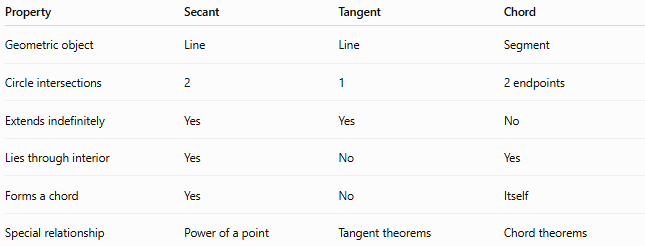 Property Secant Tangent Chord
Geometric object Line Line Segment
Circle intersections 2 1 2 endpoints
Extends indefinitely Yes Yes No
Lies through interior Yes No Yes
Forms a chord Yes No Itself
Special relationship Power of a point Tangent theorems Chord theorems